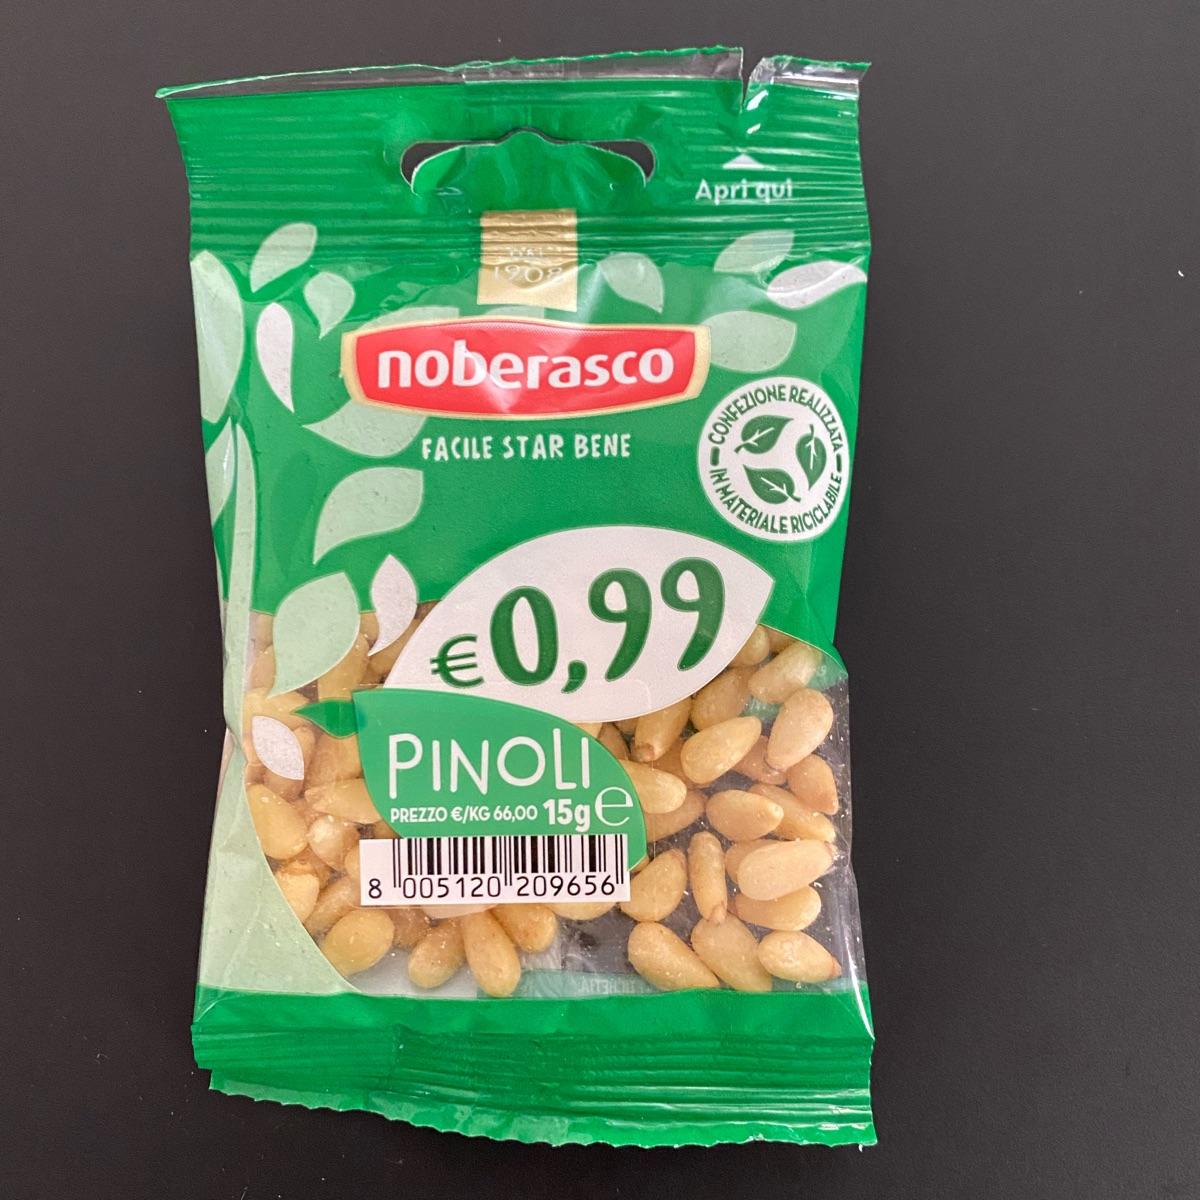 Apri qui
DAL
1908
noberasco
FACILE STAR BENE
CONFEZIONE REALIZZATA
IN MATERIALE RICICLABILE
€0,99
PINOLI
PREZZO €/KG 66,00 15g ℮
8 005120 209656